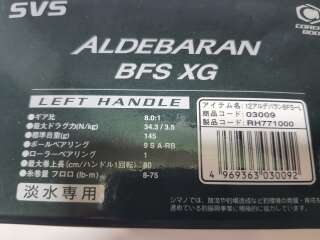 SVS
ALDEBARAN
BFS XG
LEFT HANDLE
●ギア比 8.0:1
●最大ドラグ力(N/kg) 34.3/3.5
●標準自重(g) 145
●ボールベアリング 9 S A-RB
●ローラーベアリング 1
●最大巻上長(cm/ハンドル1回転) 80
●糸巻量 フロロ(lb-m) 8-75
淡水専用
アイテム名:12アルデバランBFS-L
商品コード: 03009
製品コード: RH771000
4 969363 030092
シマノでは、